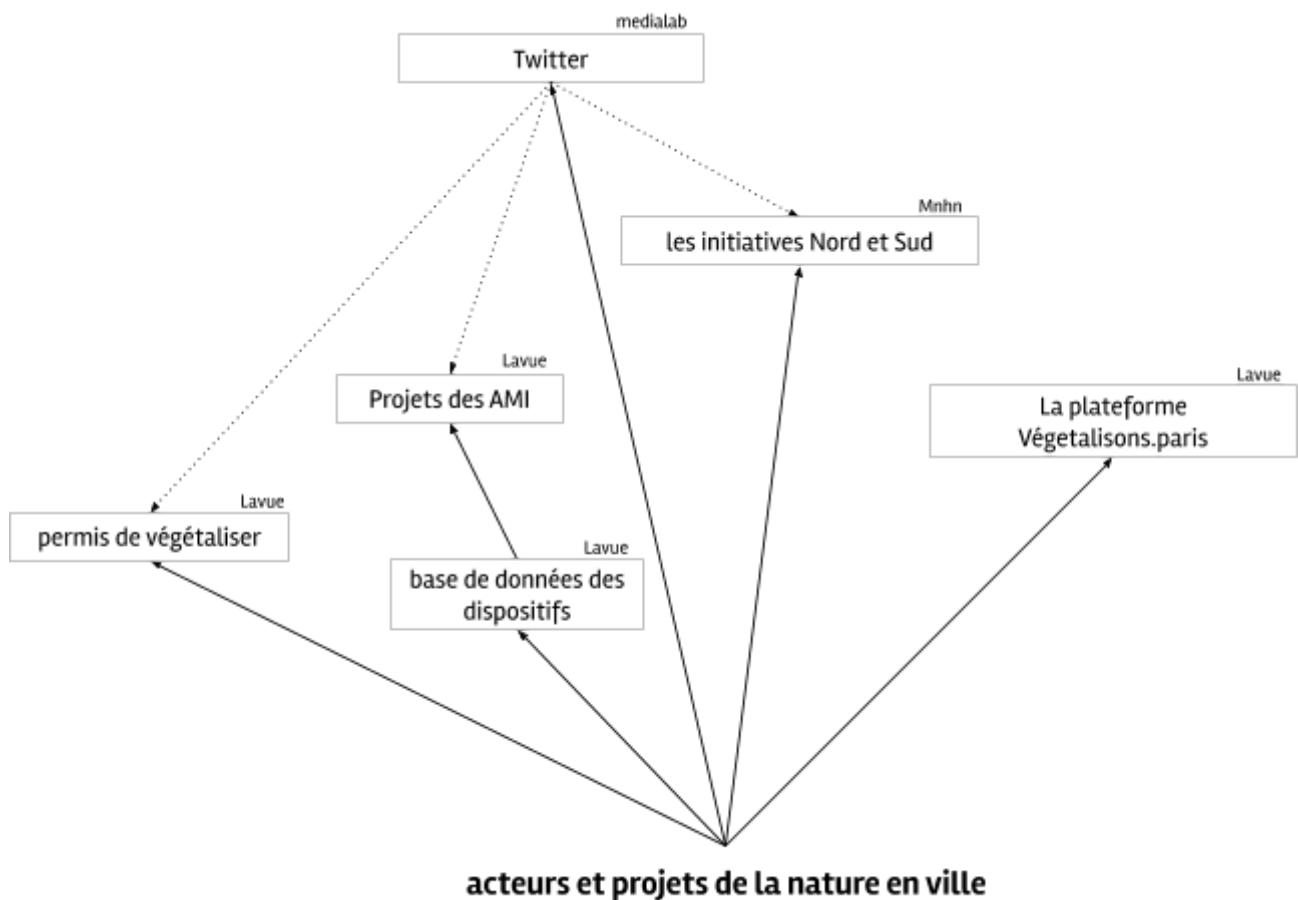 medialab
Twitter
Mnhn
les initiatives Nord et Sud
Lavue
Projets des AMI
Lavue
La plateforme
Végetalisons.paris
Lavue
permis de végétaliser
Lavue
base de données des
dispositifs
acteurs et projets de la nature en ville